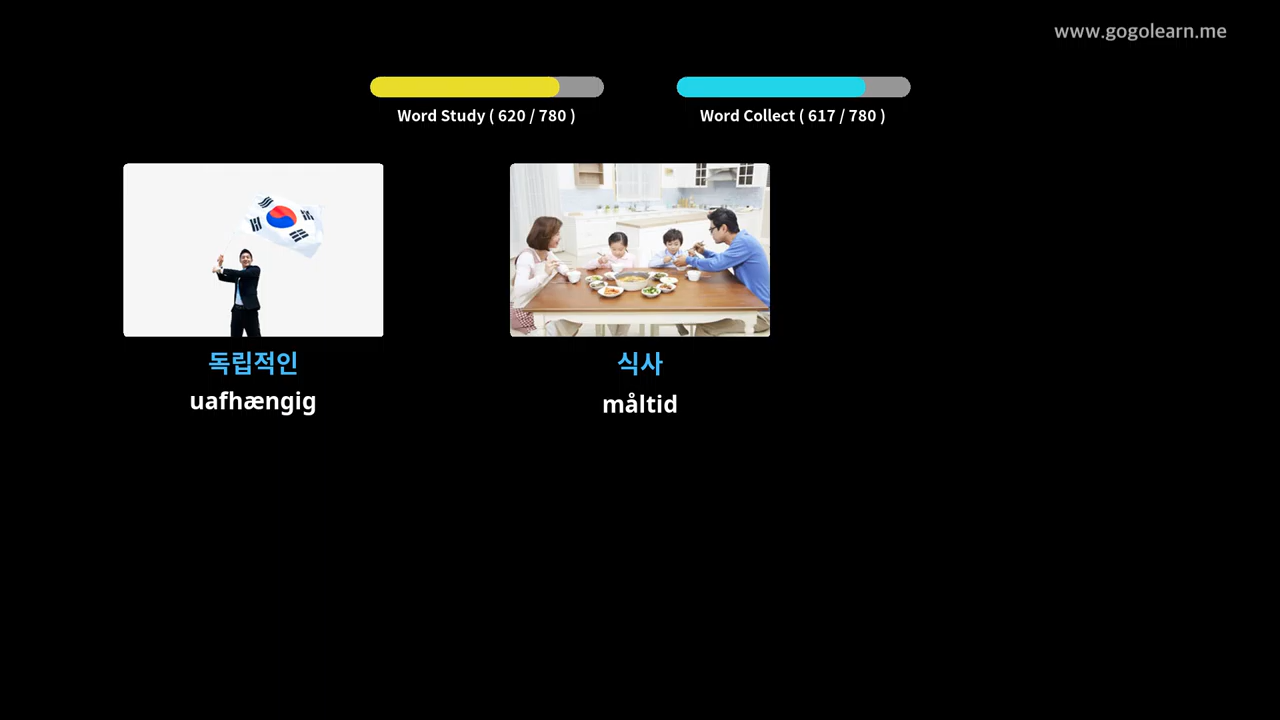 www.gogolearn.me
Word Study ( 620 / 780 )
Word Collect ( 617 / 780 )
독립적인
uafhængig
식사
måltid